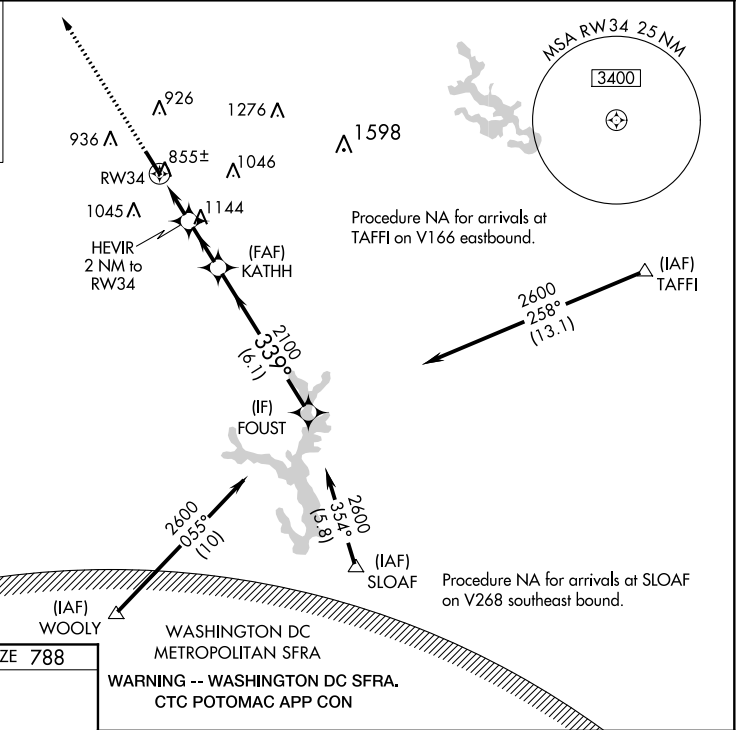 MSA RW34 25 NM
3400
926
1276
1598
936
855±
1046
RW34
1045
1144
HEVIR
2 NM to
RW34
(FAF)
KATHH
Procedure NA for arrivals at
TAFFI on V166 eastbound.
(IAF)
TAFFI
2600
258°
(13.1)
2100
339°
(6.1)
(IF)
FOUST
2600
055°
(10)
2600
354°
(5.8)
(IAF)
SLOAF
Procedure NA for arrivals at SLOAF
on V268 southeast bound.
(IAF)
WOOLY
WASHINGTON DC
METROPOLITAN SFRA
ZE 788
WARNING -- WASHINGTON DC SFRA.
CTC POTOMAC APP CON